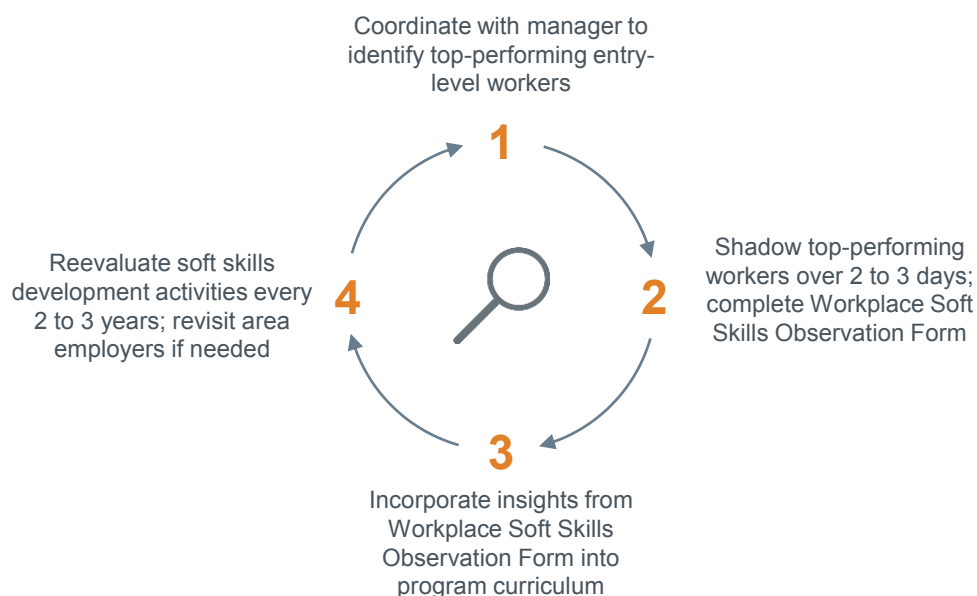 Coordinate with manager to
identify top-performing entry-
level workers
1
Shadow top-performing
workers over 2 to 3 days;
complete Workplace Soft
Skills Observation Form
2
3
Incorporate insights from
Workplace Soft Skills
Observation Form into
program curriculum
Reevaluate soft skills
development activities every
2 to 3 years; revisit area
employers if needed
4